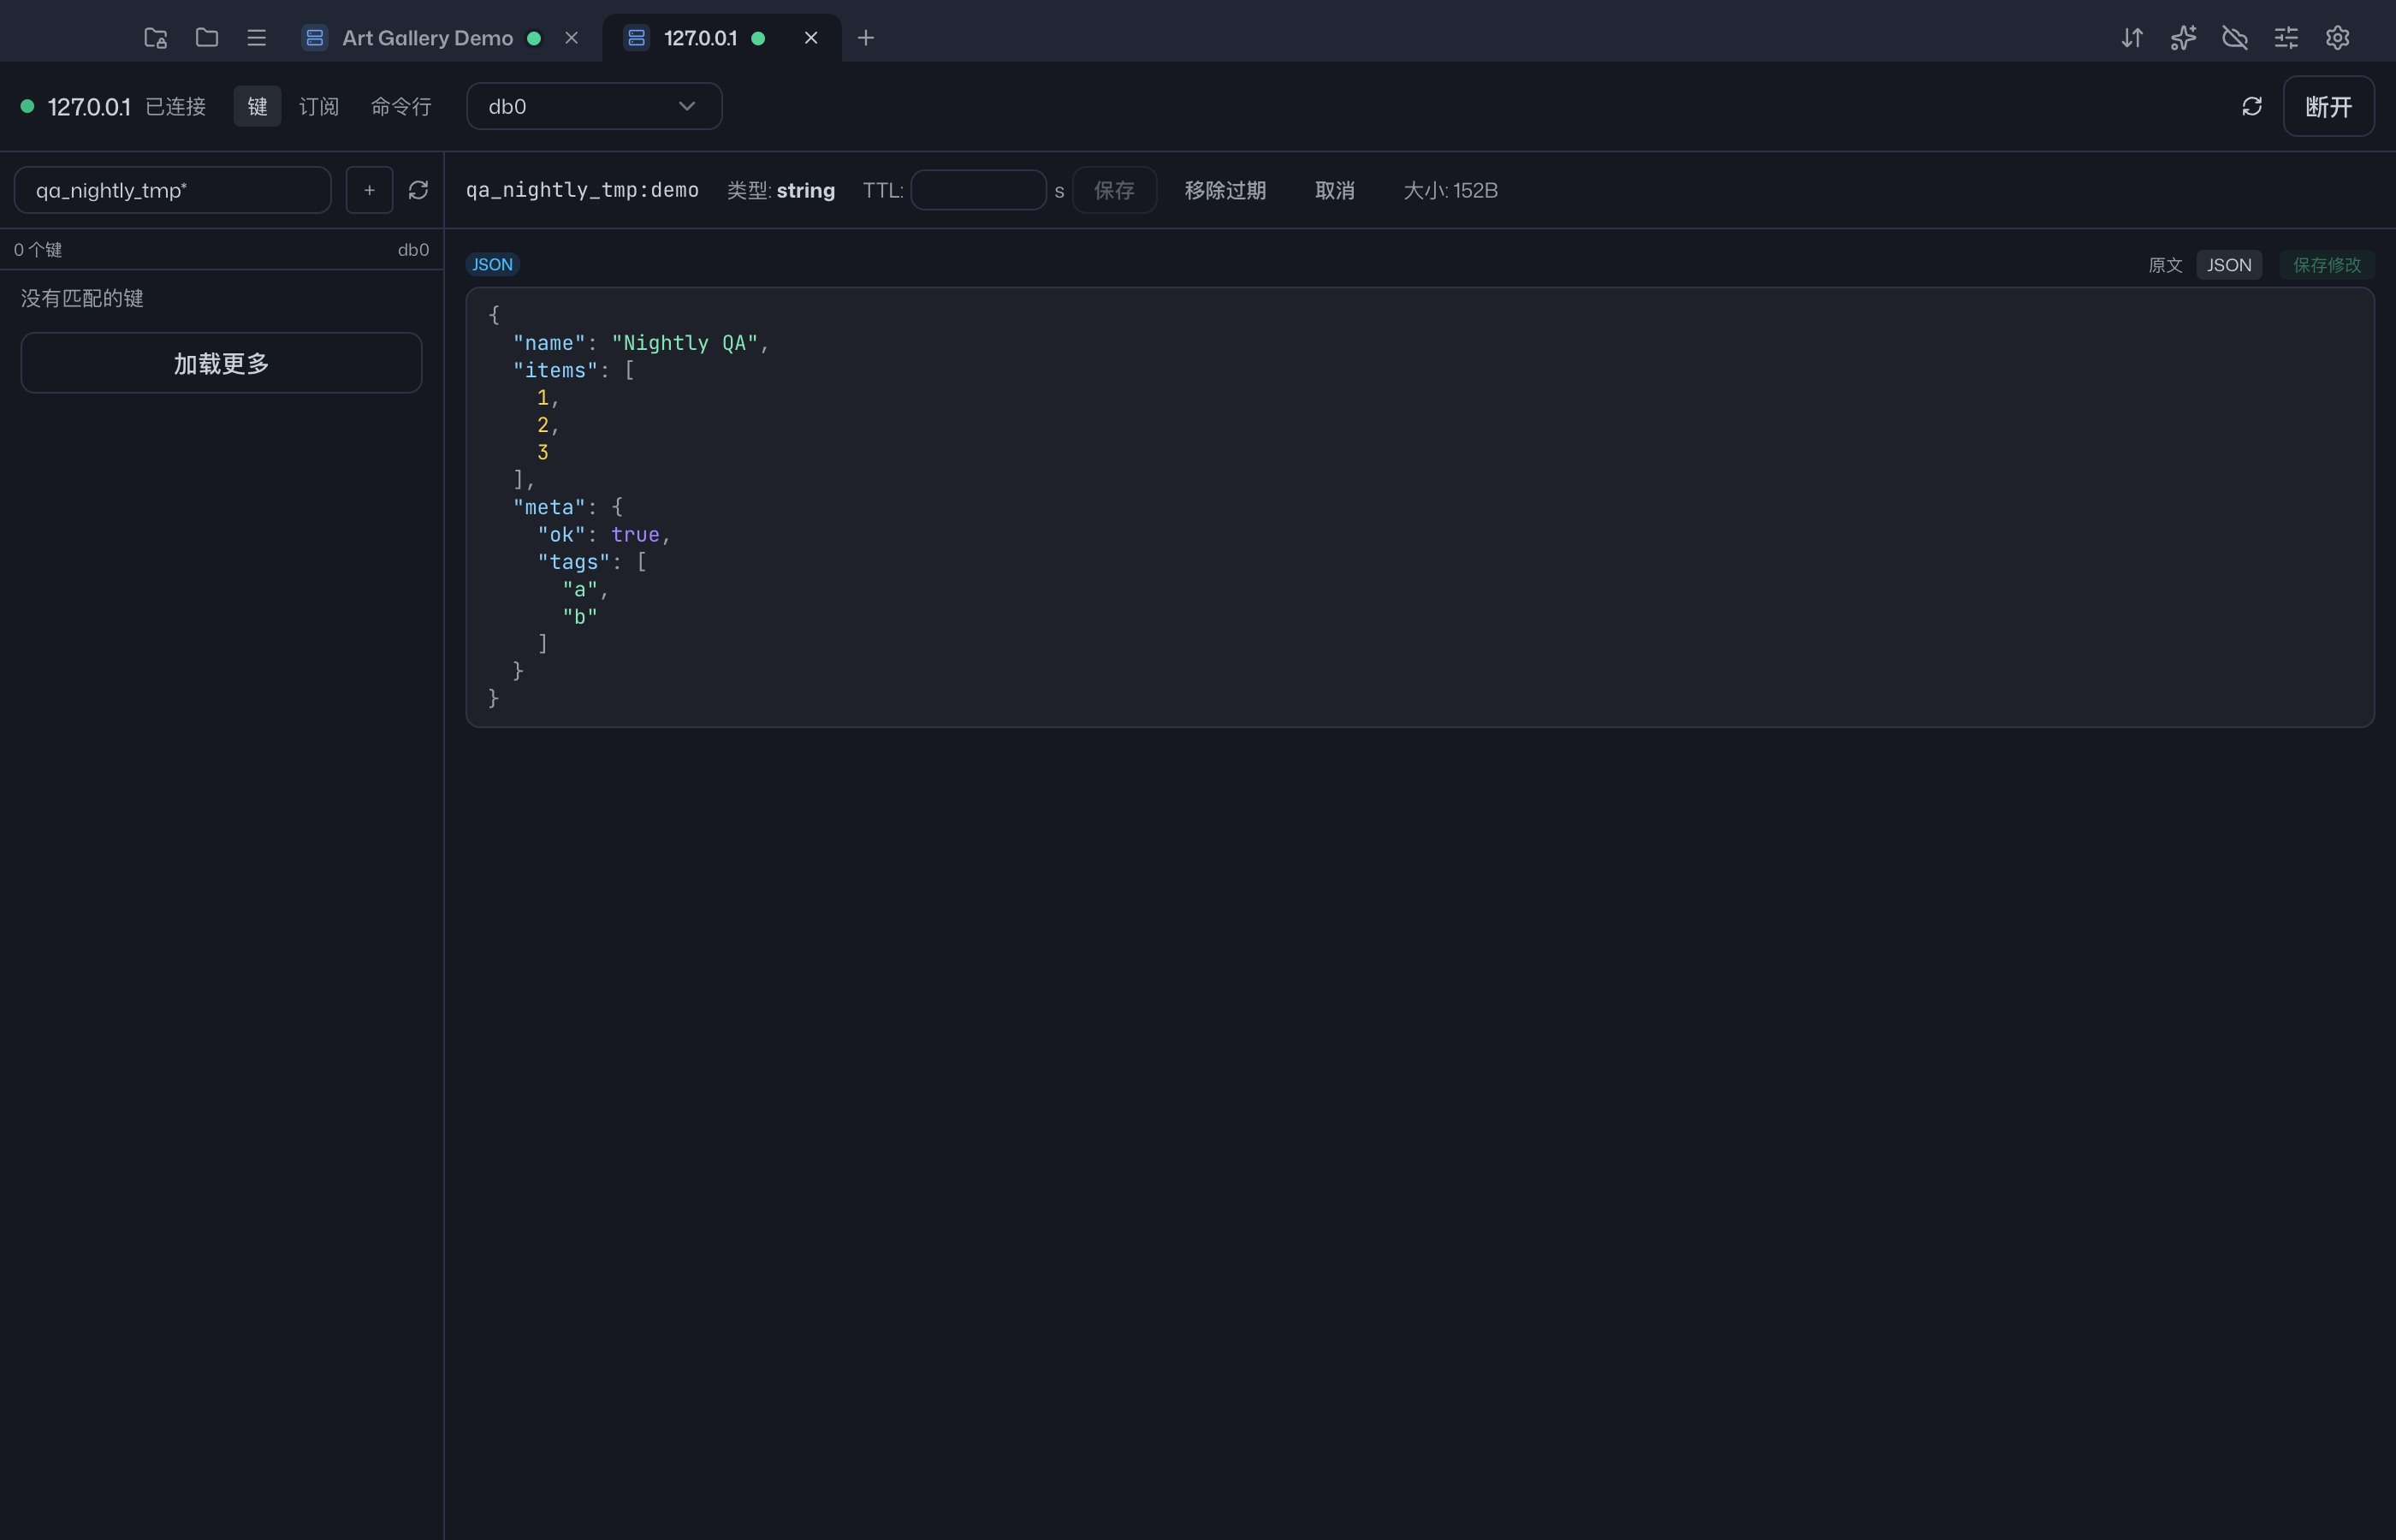 Art Gallery Demo
127.0.0.1
127.0.0.1 已连接 键 订阅 命令行 db0 断开
qa_nightly_tmp* +
qa_nightly_tmp:demo 类型: string TTL: s 保存 移除过期 取消 大小: 152B
0 个键 db0
没有匹配的键
加载更多
JSON 原文 JSON 保存修改
{
  "name": "Nightly QA",
  "items": [
    1,
    2,
    3
  ],
  "meta": {
    "ok": true,
    "tags": [
      "a",
      "b"
    ]
  }
}